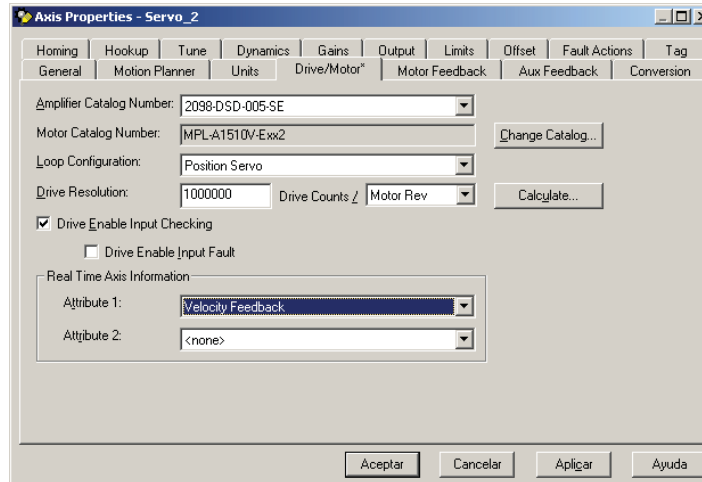 Axis Properties - Servo_2
Homing Hookup Tune Dynamics Gains Output Limits Offset Fault Actions Tag
General Motion Planner Units Drive/Motor* Motor Feedback Aux Feedback Conversion
Amplifier Catalog Number: 2098-DSD-005-SE
Motor Catalog Number: MPL-A1510V-Exx2 Change Catalog...
Loop Configuration: Position Servo
Drive Resolution: 1000000 Drive Counts / Motor Rev Calculate...
Drive Enable Input Checking
Drive Enable Input Fault
Real Time Axis Information
Attribute 1: Velocity Feedback
Attribute 2: <none>
Aceptar Cancelar Aplicar Ayuda